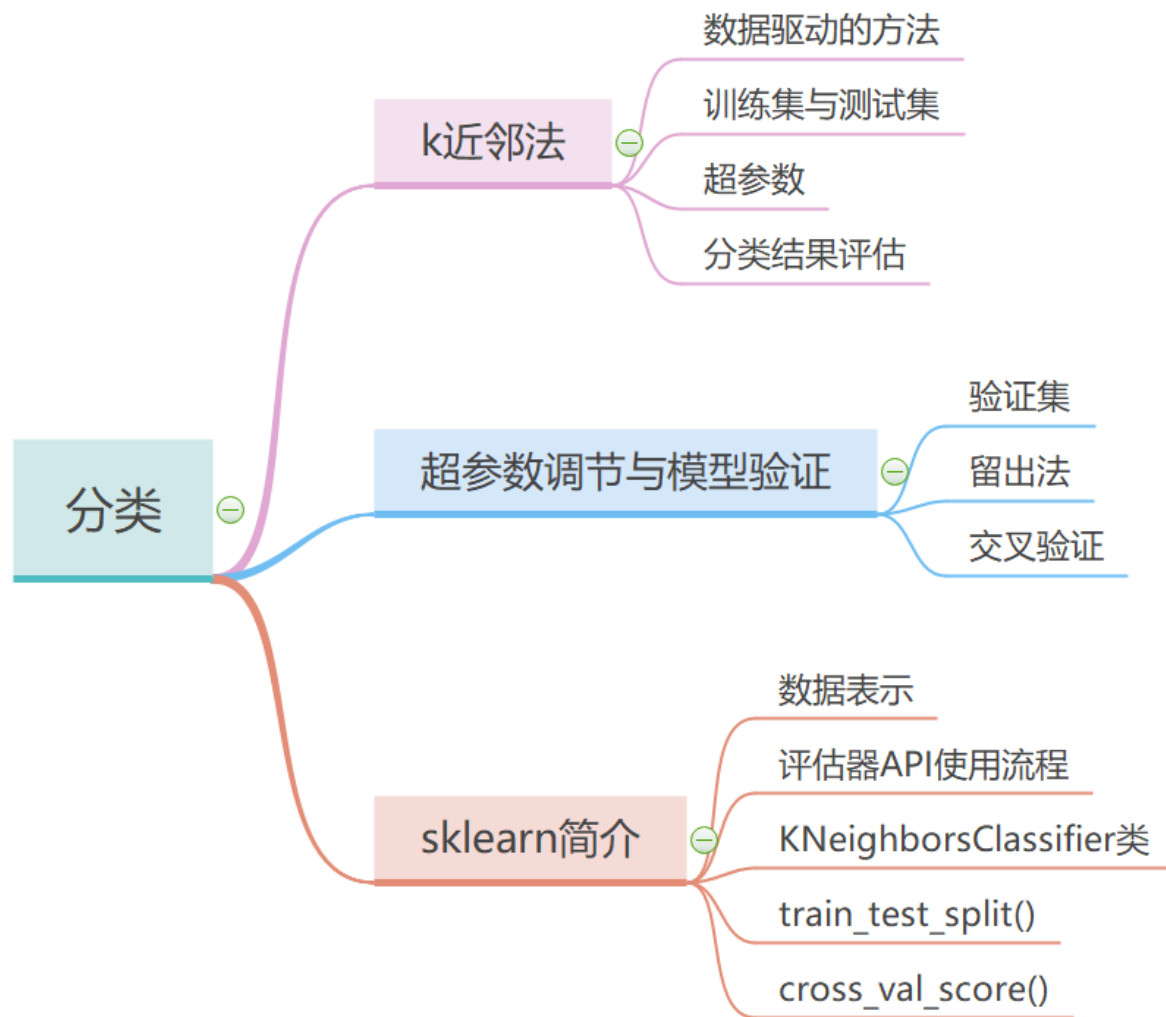 分类
k近邻法
数据驱动的方法
训练集与测试集
超参数
分类结果评估
超参数调节与模型验证
验证集
留出法
交叉验证
sklearn简介
数据表示
评估器API使用流程
KNeighborsClassifier类
train_test_split()
cross_val_score()